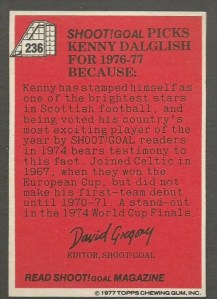 236
SHOOT!GOAL PICKS
KENNY DALGLISH
FOR 1976-77
BECAUSE:
Kenny has stamped himself as
one of the brightest stars
in Scottish football, and
being voted his country's
most exciting player of the
year by SHOOT/GOAL readers
in 1974 bears testimony to
this fact. Joined Celtic in
1967, when they won the
European Cup, but did not
make his first-team debut
until 1970-71. A stand-out
in the 1974 World Cup Finals.
David Gregory
EDITOR, SHOOT!GOAL
READ SHOOT!GOAL MAGAZINE
© 1977 TOPPS CHEWING GUM, INC.